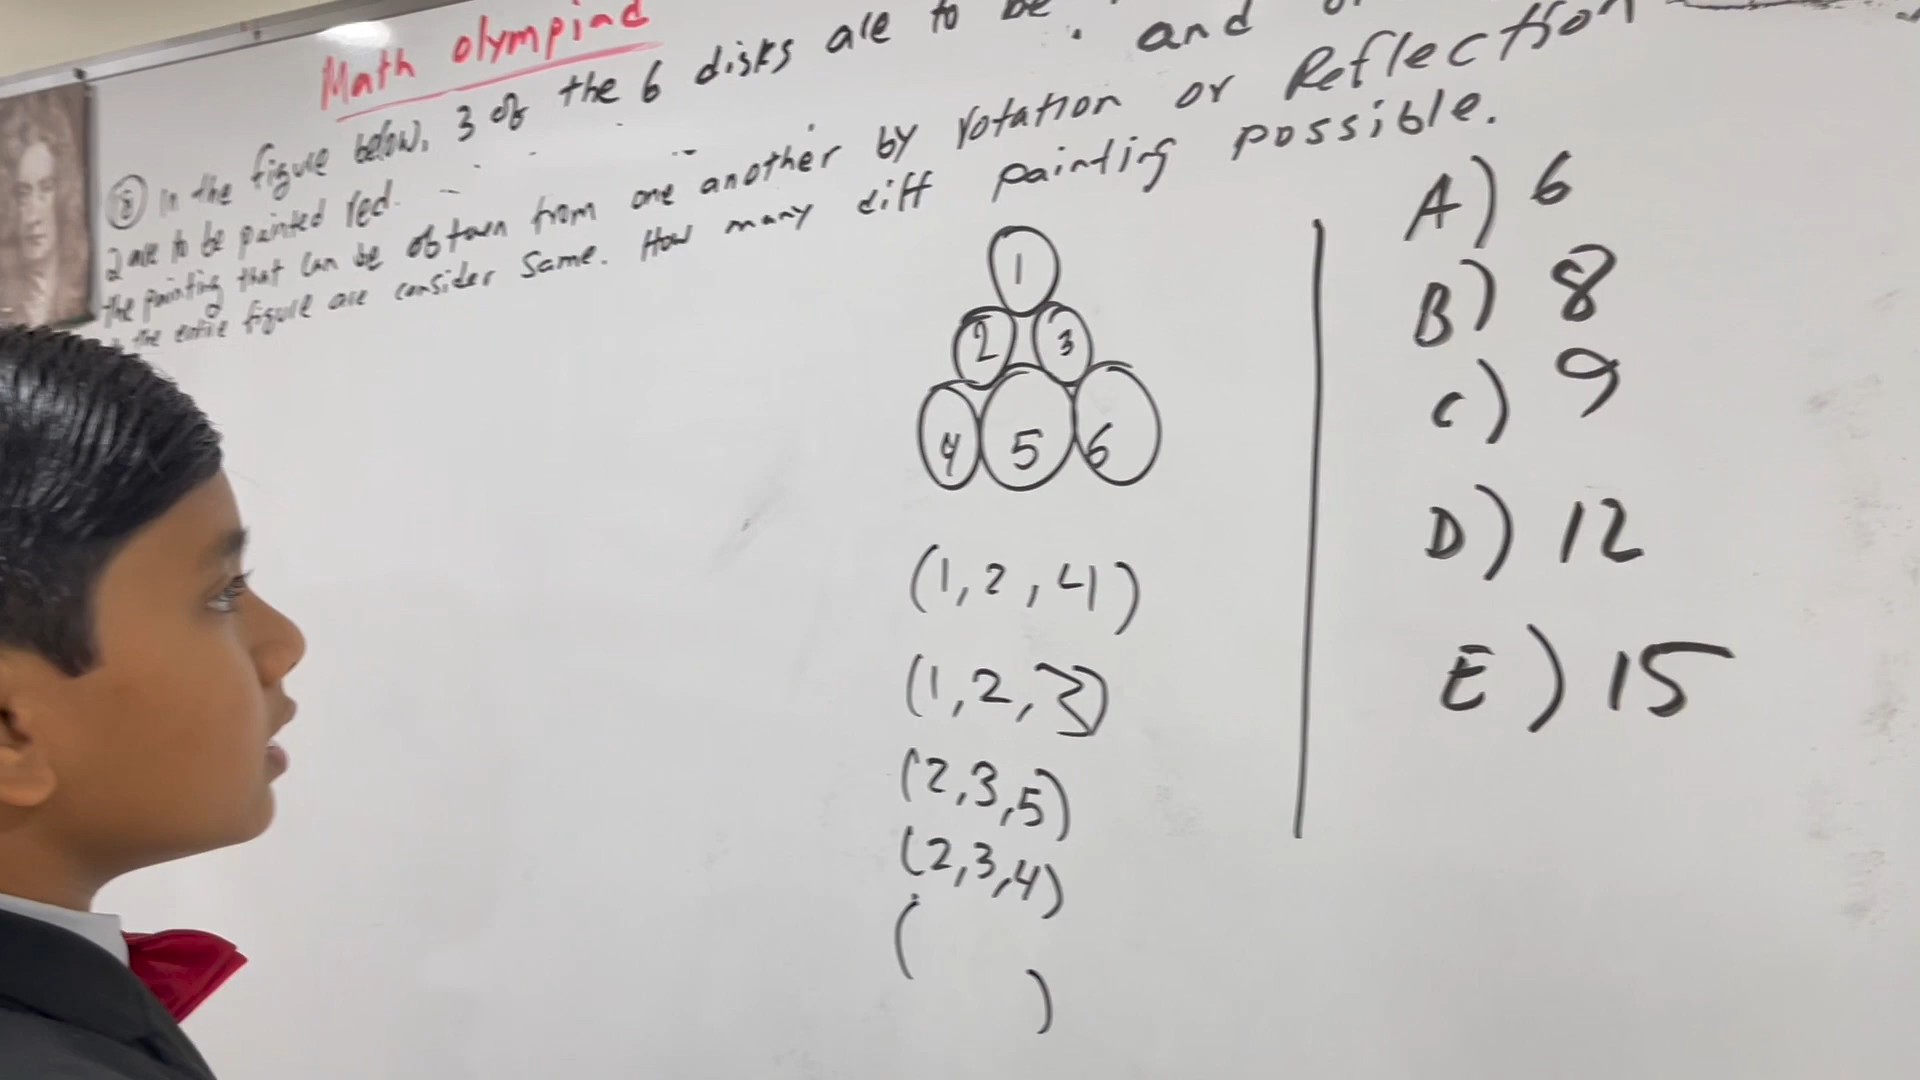 Math olympiad
⑧ In the figure below, 3 of the 6 disks are to be
2 are to be painted red. and
the painting that can be obtaen from one another by rotation or Reflection
the entire figure are consider same. How many diff painting possible.
1
2 3
4 5 6
(1,2,4)
(1,2,3)
(2,3,5)
(2,3,4)
( )
A) 6
B) 8
C) 9
D) 12
E) 15